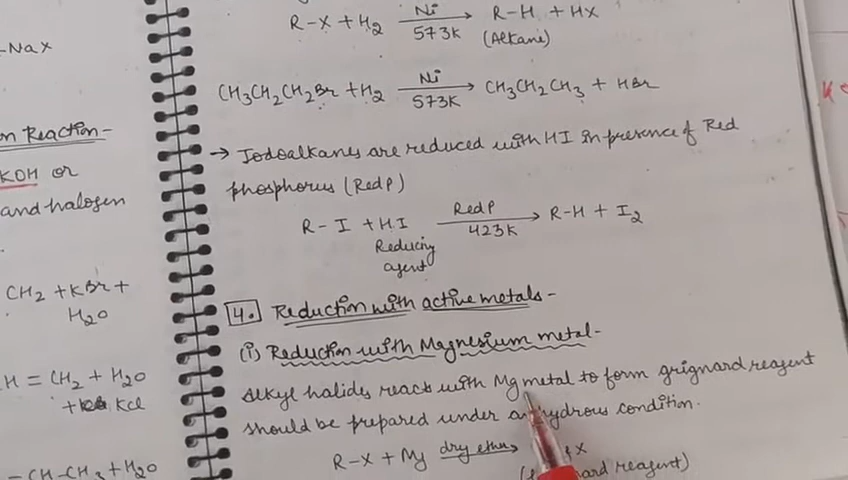 -Nax
n Reaction-
KOH or
and halogen
CH2 + KBr +
H2O
H = CH2 + H2O
+ KCl
-CH-CH3 + H2O
R-X + H2 Ni 573K R-H + HX
(Alkane)
CH3CH2CH2Br + H2 Ni 573K CH3CH2CH3 + HBr
→ Iodoalkanes are reduced with HI in presence of Red
phosphorus (Red P)
R-I + HI Red P 423K R-H + I2
Reducing
agent
4. Reduction with active metals-
(i) Reduction with Magnesium metal-
Alkyl halides react with Mg metal to form grignard reagent
should be prepared under anhydrous condition.
R-X + Mg dry ether X
reagent)